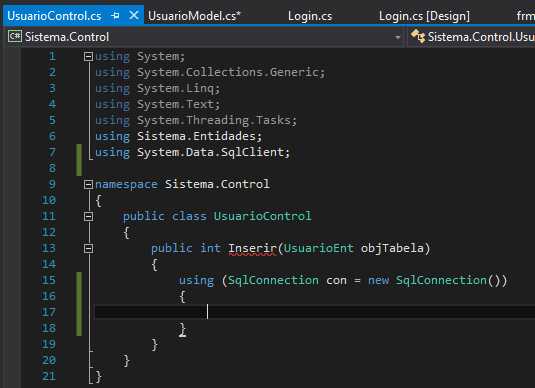 UsuarioControl.cs UsuarioModel.cs* Login.cs Login.cs [Design]
C# Sistema.Control Sistema.Control.Usu
1 using System;
2 using System.Collections.Generic;
3 using System.Linq;
4 using System.Text;
5 using System.Threading.Tasks;
6 using Sistema.Entidades;
7 using System.Data.SqlClient;
8
9 namespace Sistema.Control
10 {
11 public class UsuarioControl
12 {
13 public int Inserir(UsuarioEnt objTabela)
14 {
15 using (SqlConnection con = new SqlConnection())
16 {
17
18 }
19 }
20 }
21 }